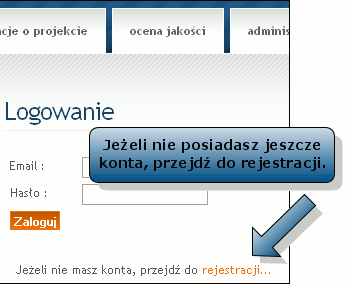 cje o projekcie ocena jakości adminis
Logowanie
Jeżeli nie posiadasz jeszcze
konta, przejdź do rejestracji.
Email :
Hasło :
Zaloguj
Jeżeli nie masz konta, przejdź do rejestracji...